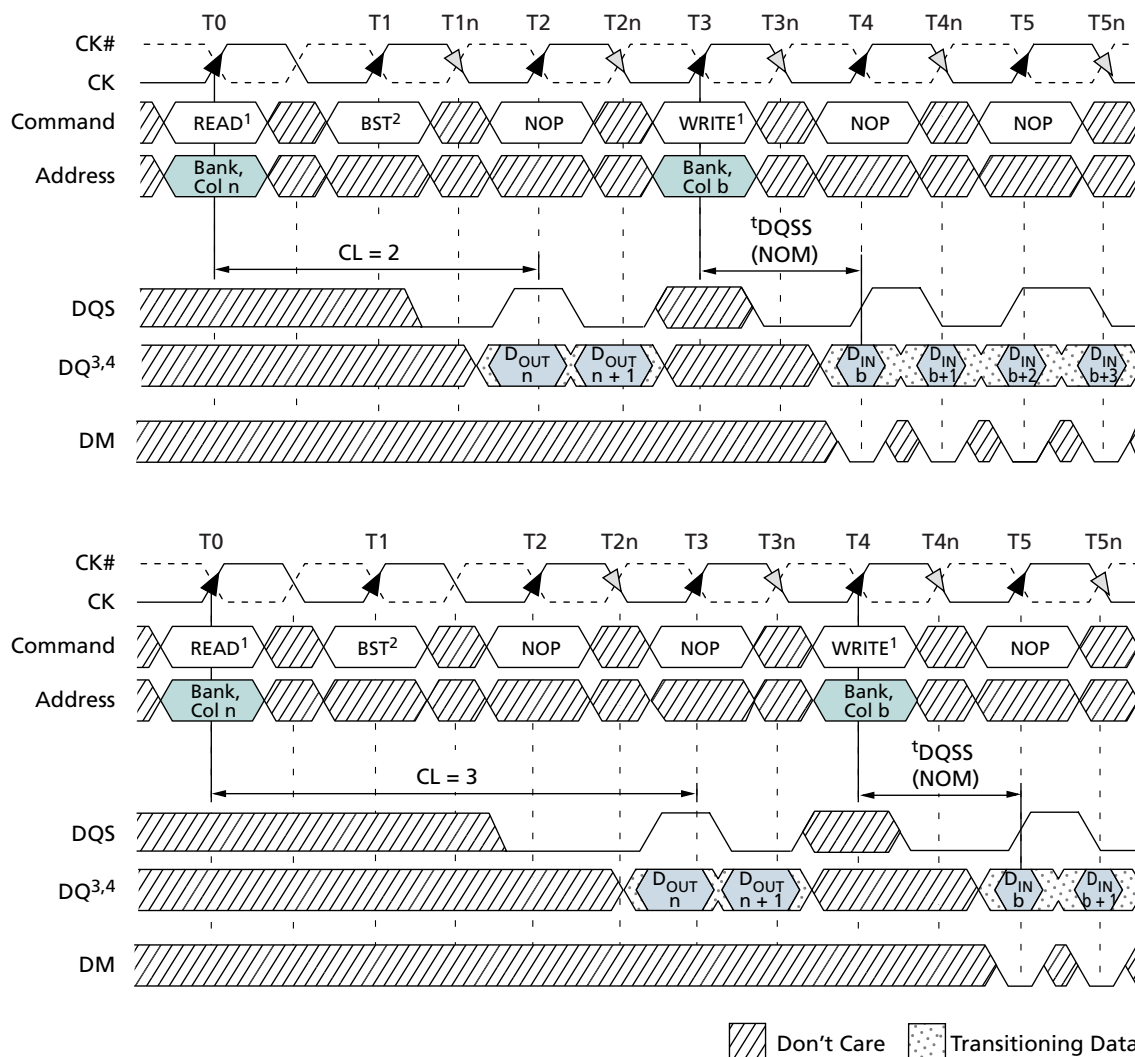 T0 T1 T1n T2 T2n T3 T3n T4 T4n T5 T5n
CK#
CK
Command READ1 BST2 NOP WRITE1 NOP NOP
Address Bank, Col n Bank, Col b
CL = 2
tDQSS (NOM)
DQS
DQ3,4 DOUT n DOUT n + 1 DIN b DIN b+1 DIN b+2 DIN b+3
DM
T0 T1 T2 T2n T3 T3n T4 T4n T5 T5n
CK#
CK
Command READ1 BST2 NOP NOP WRITE1 NOP
Address Bank, Col n Bank, Col b
CL = 3
tDQSS (NOM)
DQS
DQ3,4 DOUT n DOUT n + 1 DIN b DIN b + 1
DM
Don't Care Transitioning Data